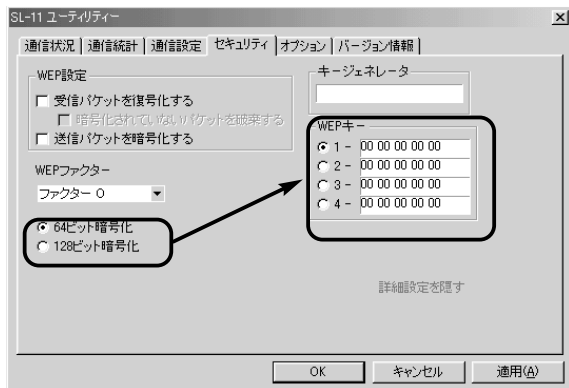 SL-11 ユーティリティー
通信状況 通信統計 通信設定 セキュリティ オプション バージョン情報
WEP設定
受信パケットを復号化する
暗号化されていないパケットを破棄する
送信パケットを暗号化する
WEPファクター
ファクター 0
64ビット暗号化
128ビット暗号化
キージェネレータ
WEPキー
1 - 00 00 00 00 00
2 - 00 00 00 00 00
3 - 00 00 00 00 00
4 - 00 00 00 00 00
詳細設定を隠す
OK キャンセル 適用(A)